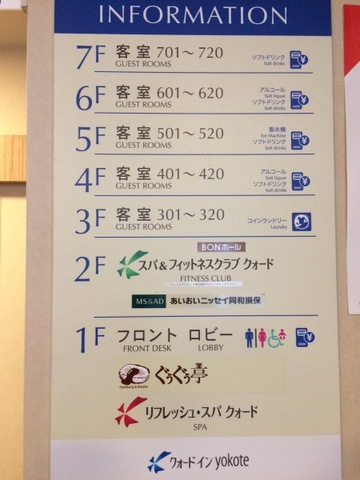 INFORMATION
7F 客室 701〜720
GUEST ROOMS
ソフトドリンク
Soft drinks
6F 客室 601〜620
GUEST ROOMS
アルコール
Soft liquor
ソフトドリンク
Soft drinks
5F 客室 501〜520
GUEST ROOMS
製氷機
Ice Machine
ソフトドリンク
Soft drinks
4F 客室 401〜420
GUEST ROOMS
アルコール
Soft liquor
ソフトドリンク
Soft drinks
3F 客室 301〜320
GUEST ROOMS
コインランドリー
Laundry
BONホール
2F スパ&フィットネスクラブ クォード
FITNESS CLUB
MS&AD あいおいニッセイ同和損保
1F フロント ロビー
FRONT DESK LOBBY
ぐうぐう亭
リフレッシュ・スパ クォード
SPA
クォードイン yokote